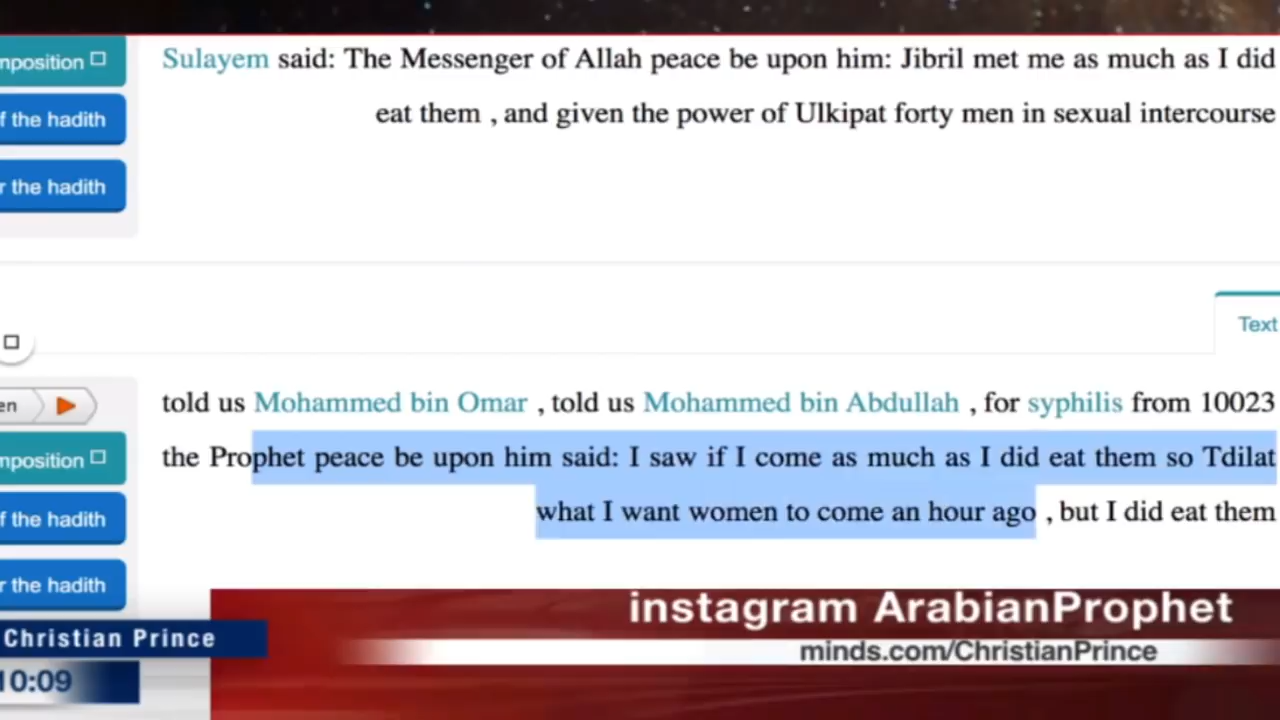 mposition
Sulayem said: The Messenger of Allah peace be upon him: Jibril met me as much as I did
eat them , and given the power of Ulkipat forty men in sexual intercourse
f the hadith
r the hadith
Text
en
told us Mohammed bin Omar , told us Mohammed bin Abdullah , for syphilis from 10023
mposition
the Prophet peace be upon him said: I saw if I come as much as I did eat them so Tdilat
what I want women to come an hour ago , but I did eat them
f the hadith
r the hadith
instagram ArabianProphet
Christian Prince
minds.com/ChristianPrince
10:09